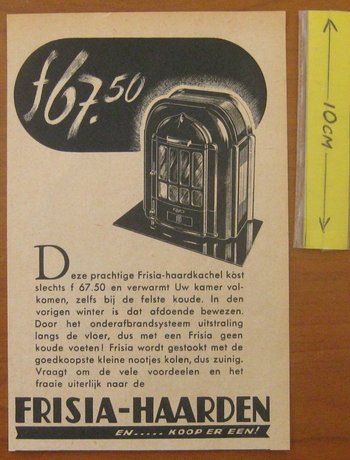 f 67.50
10CM
Deze prachtige Frisia-haardkachel kost
slechts f 67.50 en verwarmt Uw kamer vol-
komen, zelfs bij de felste koude. In den
vorigen winter is dat afdoende bewezen.
Door het onderafbrandsysteem uitstraling
langs de vloer, dus met een Frisia geen
koude voeten! Frisia wordt gestookt met de
goedkoopste kleine nootjes kolen, dus zuinig.
Vraagt om de vele voordeelen en het
fraaie uiterlijk naar de
FRISIA-HAARDEN
EN..... KOOP ER EEN!